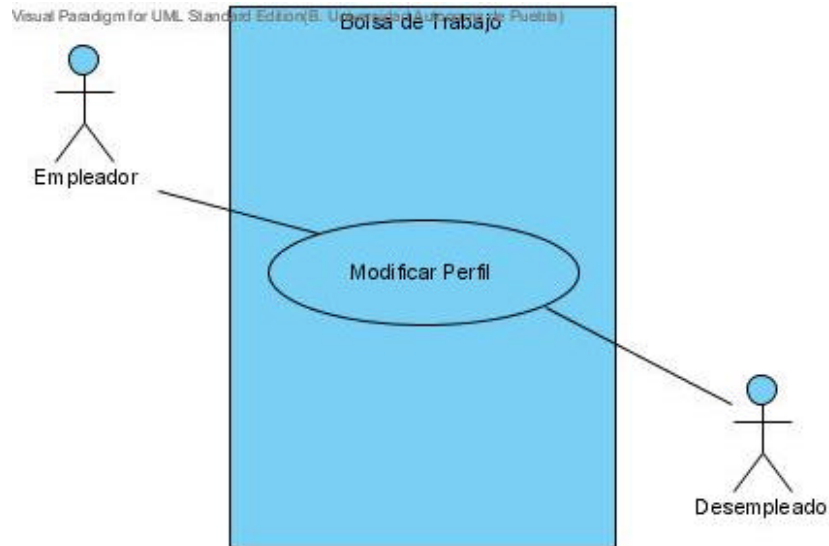 Visual Paradigm for UML Standard Edition(B. Universidad Autonoma de Puebla)
Bolsa de Trabajo
Empleador
Modificar Perfil
Desempleado